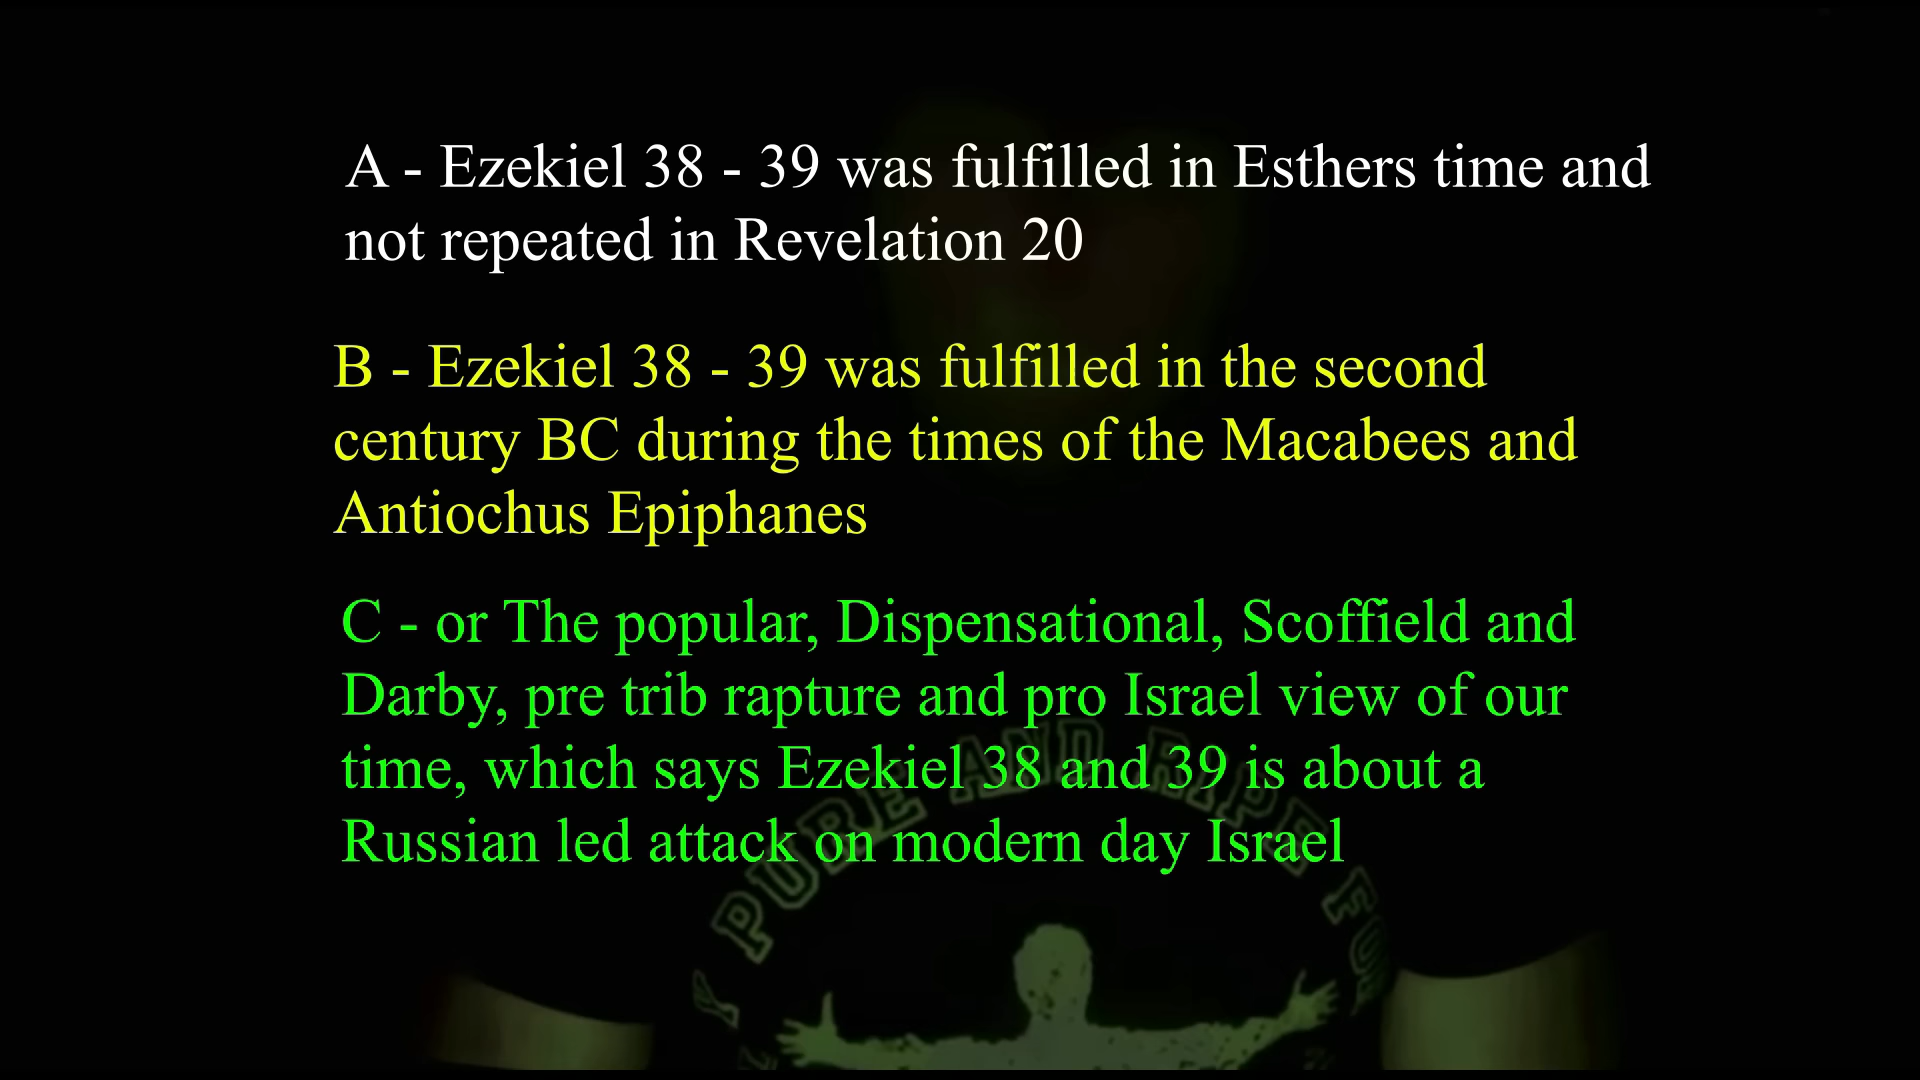 A - Ezekiel 38 - 39 was fulfilled in Esthers time and
not repeated in Revelation 20
B - Ezekiel 38 - 39 was fulfilled in the second
century BC during the times of the Macabees and
Antiochus Epiphanes
C - or The popular, Dispensational, Scoffield and
Darby, pre trib rapture and pro Israel view of our
time, which says Ezekiel 38 and 39 is about a
Russian led attack on modern day Israel
PURE AND RIPE